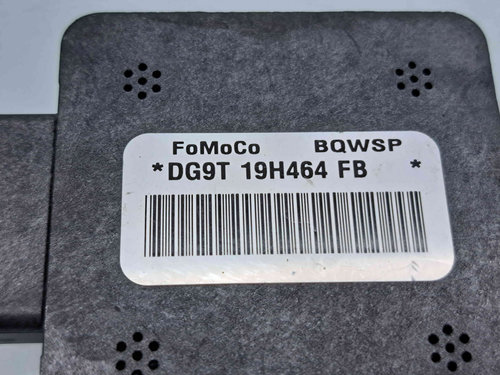 FoMoCo BQWSP
*DG9T 19H464 FB *